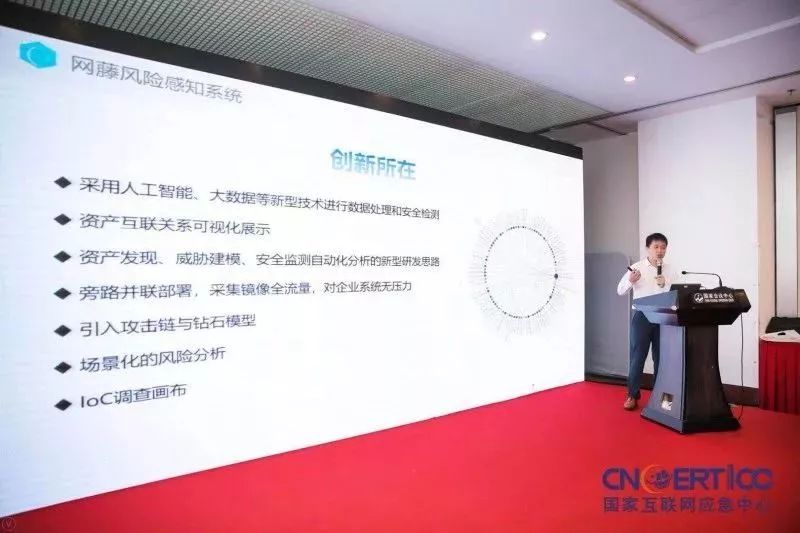 网藤风险感知系统
创新所在
采用人工智能、大数据等新型技术进行数据处理和安全检测
资产互联关系可视化展示
资产发现、威胁建模、安全监测自动化分析的新型研发思路
旁路并联部署，采集镜像全流量，对企业系统无压力
引入攻击链与钻石模型
场景化的风险分析
IoC调查画布
国家会议中心
CNCERT/CC
国家互联网应急中心